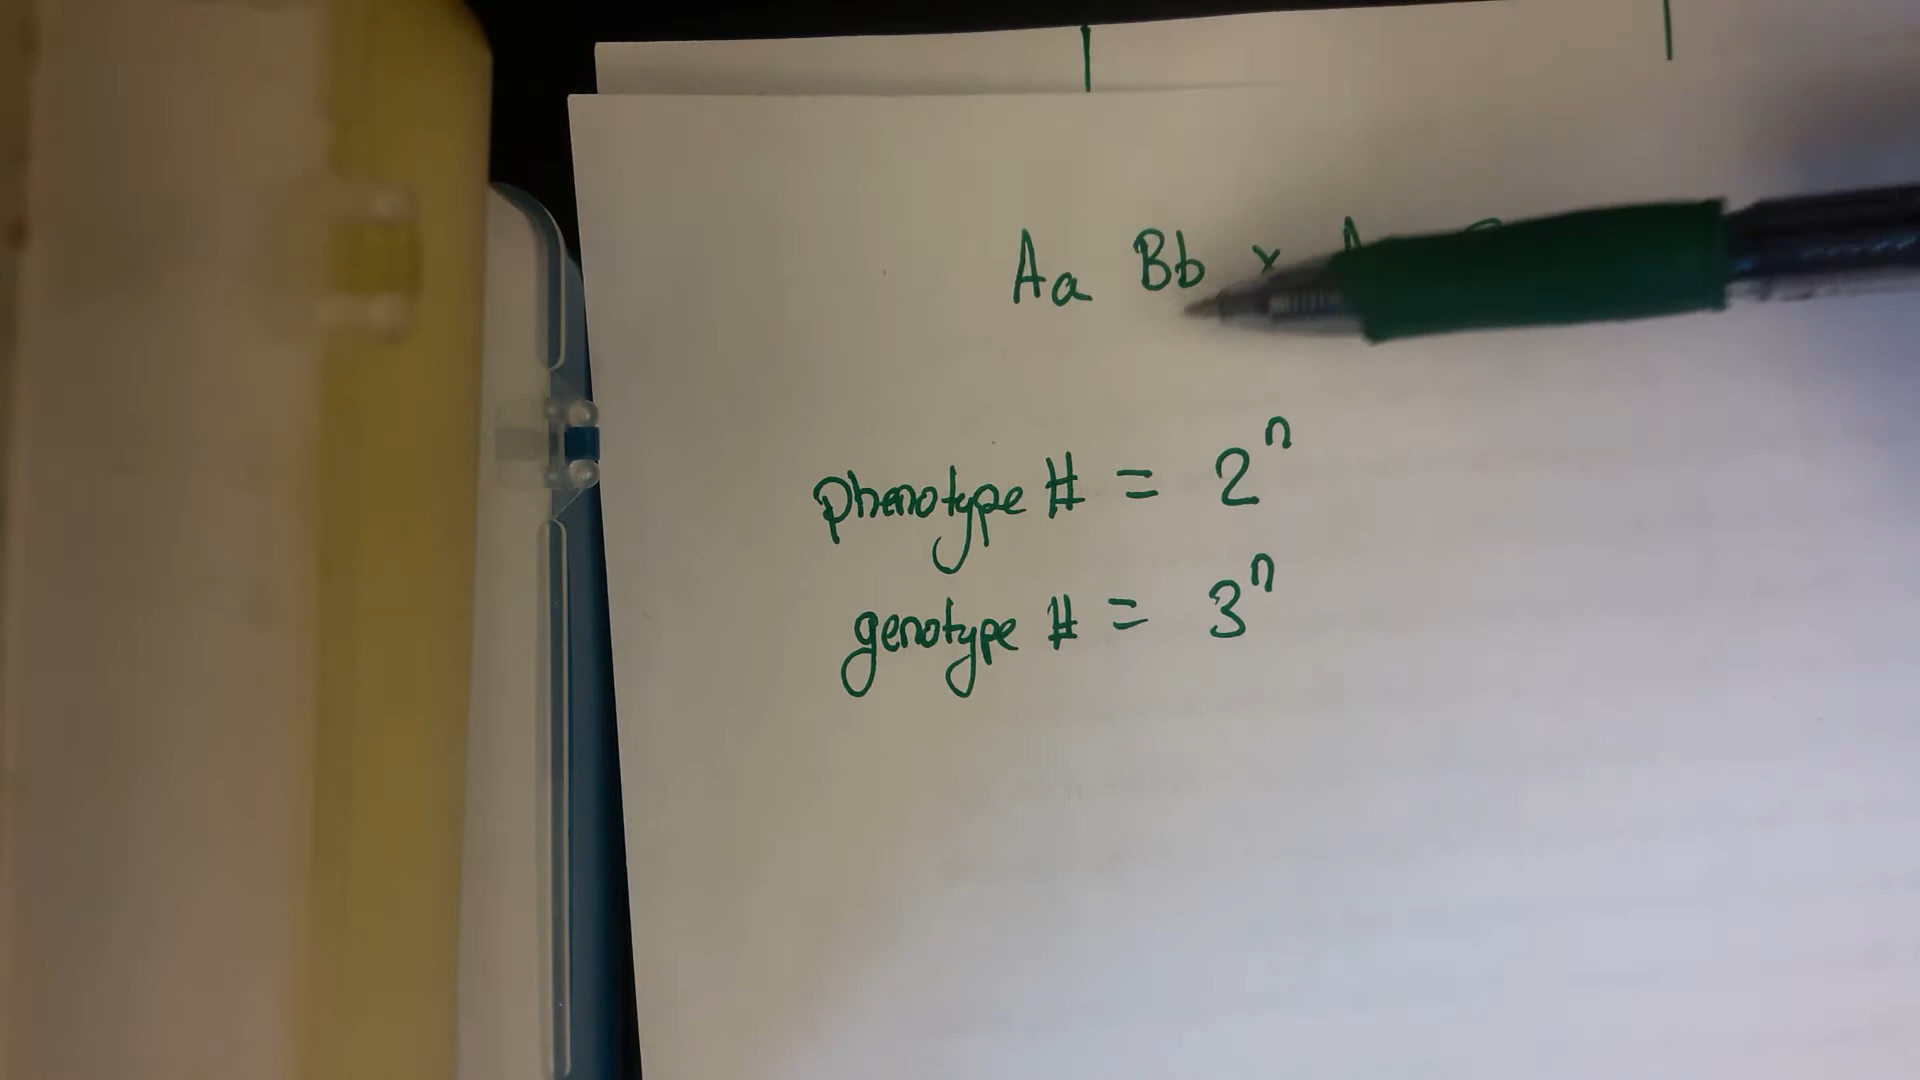 Aa Bb x
phenotype # = 2ⁿ
genotype # = 3ⁿ